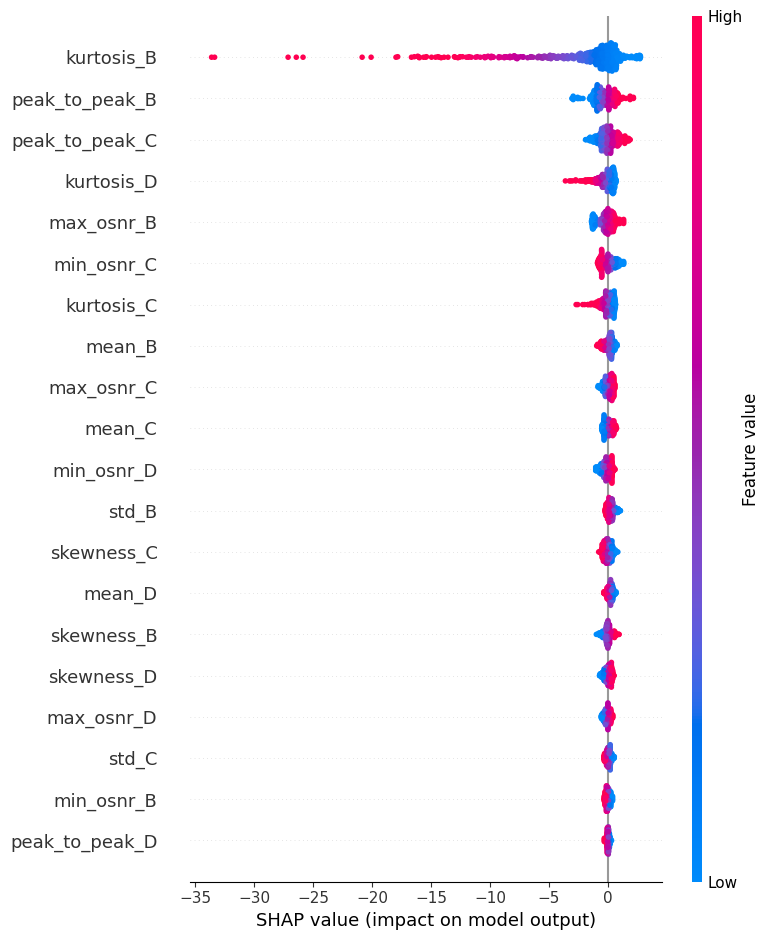 High
kurtosis_B
peak_to_peak_B
peak_to_peak_C
kurtosis_D
max_osnr_B
min_osnr_C
kurtosis_C
mean_B
max_osnr_C
mean_C
min_osnr_D
std_B
skewness_C
mean_D
skewness_B
skewness_D
max_osnr_D
std_C
min_osnr_B
peak_to_peak_D
Feature value
Low
−35 −30 −25 −20 −15 −10 −5 0
SHAP value (impact on model output)